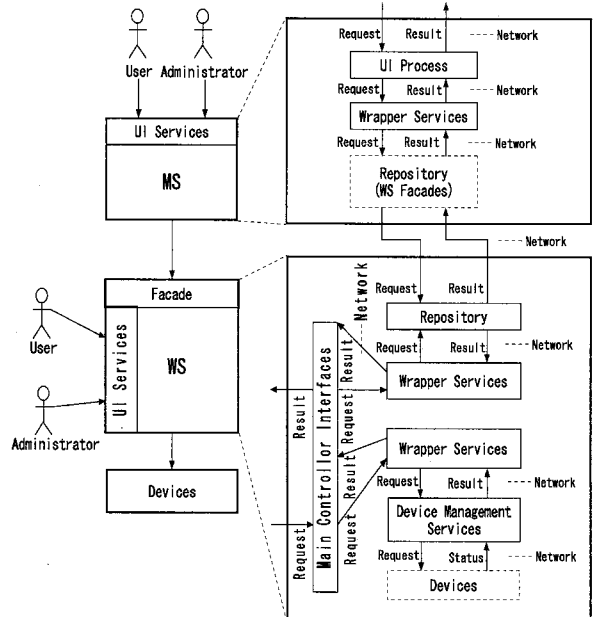 Request
Result
Network
User
Administrator
UI Process
Request
Result
Network
UI Services
Wrapper Services
Request
Result
Network
MS
Repository
(WS Facades)
Network
Facade
Network
Request
Result
Repository
User
UI Services
WS
Request
Result
Network
Result
Main Controllor Interfaces
Result
Request
Wrapper Services
Administrator
Result
Request
Wrapper Services
Request
Result
Network
Devices
Device Management
Services
Request
Request
Status
Network
Devices